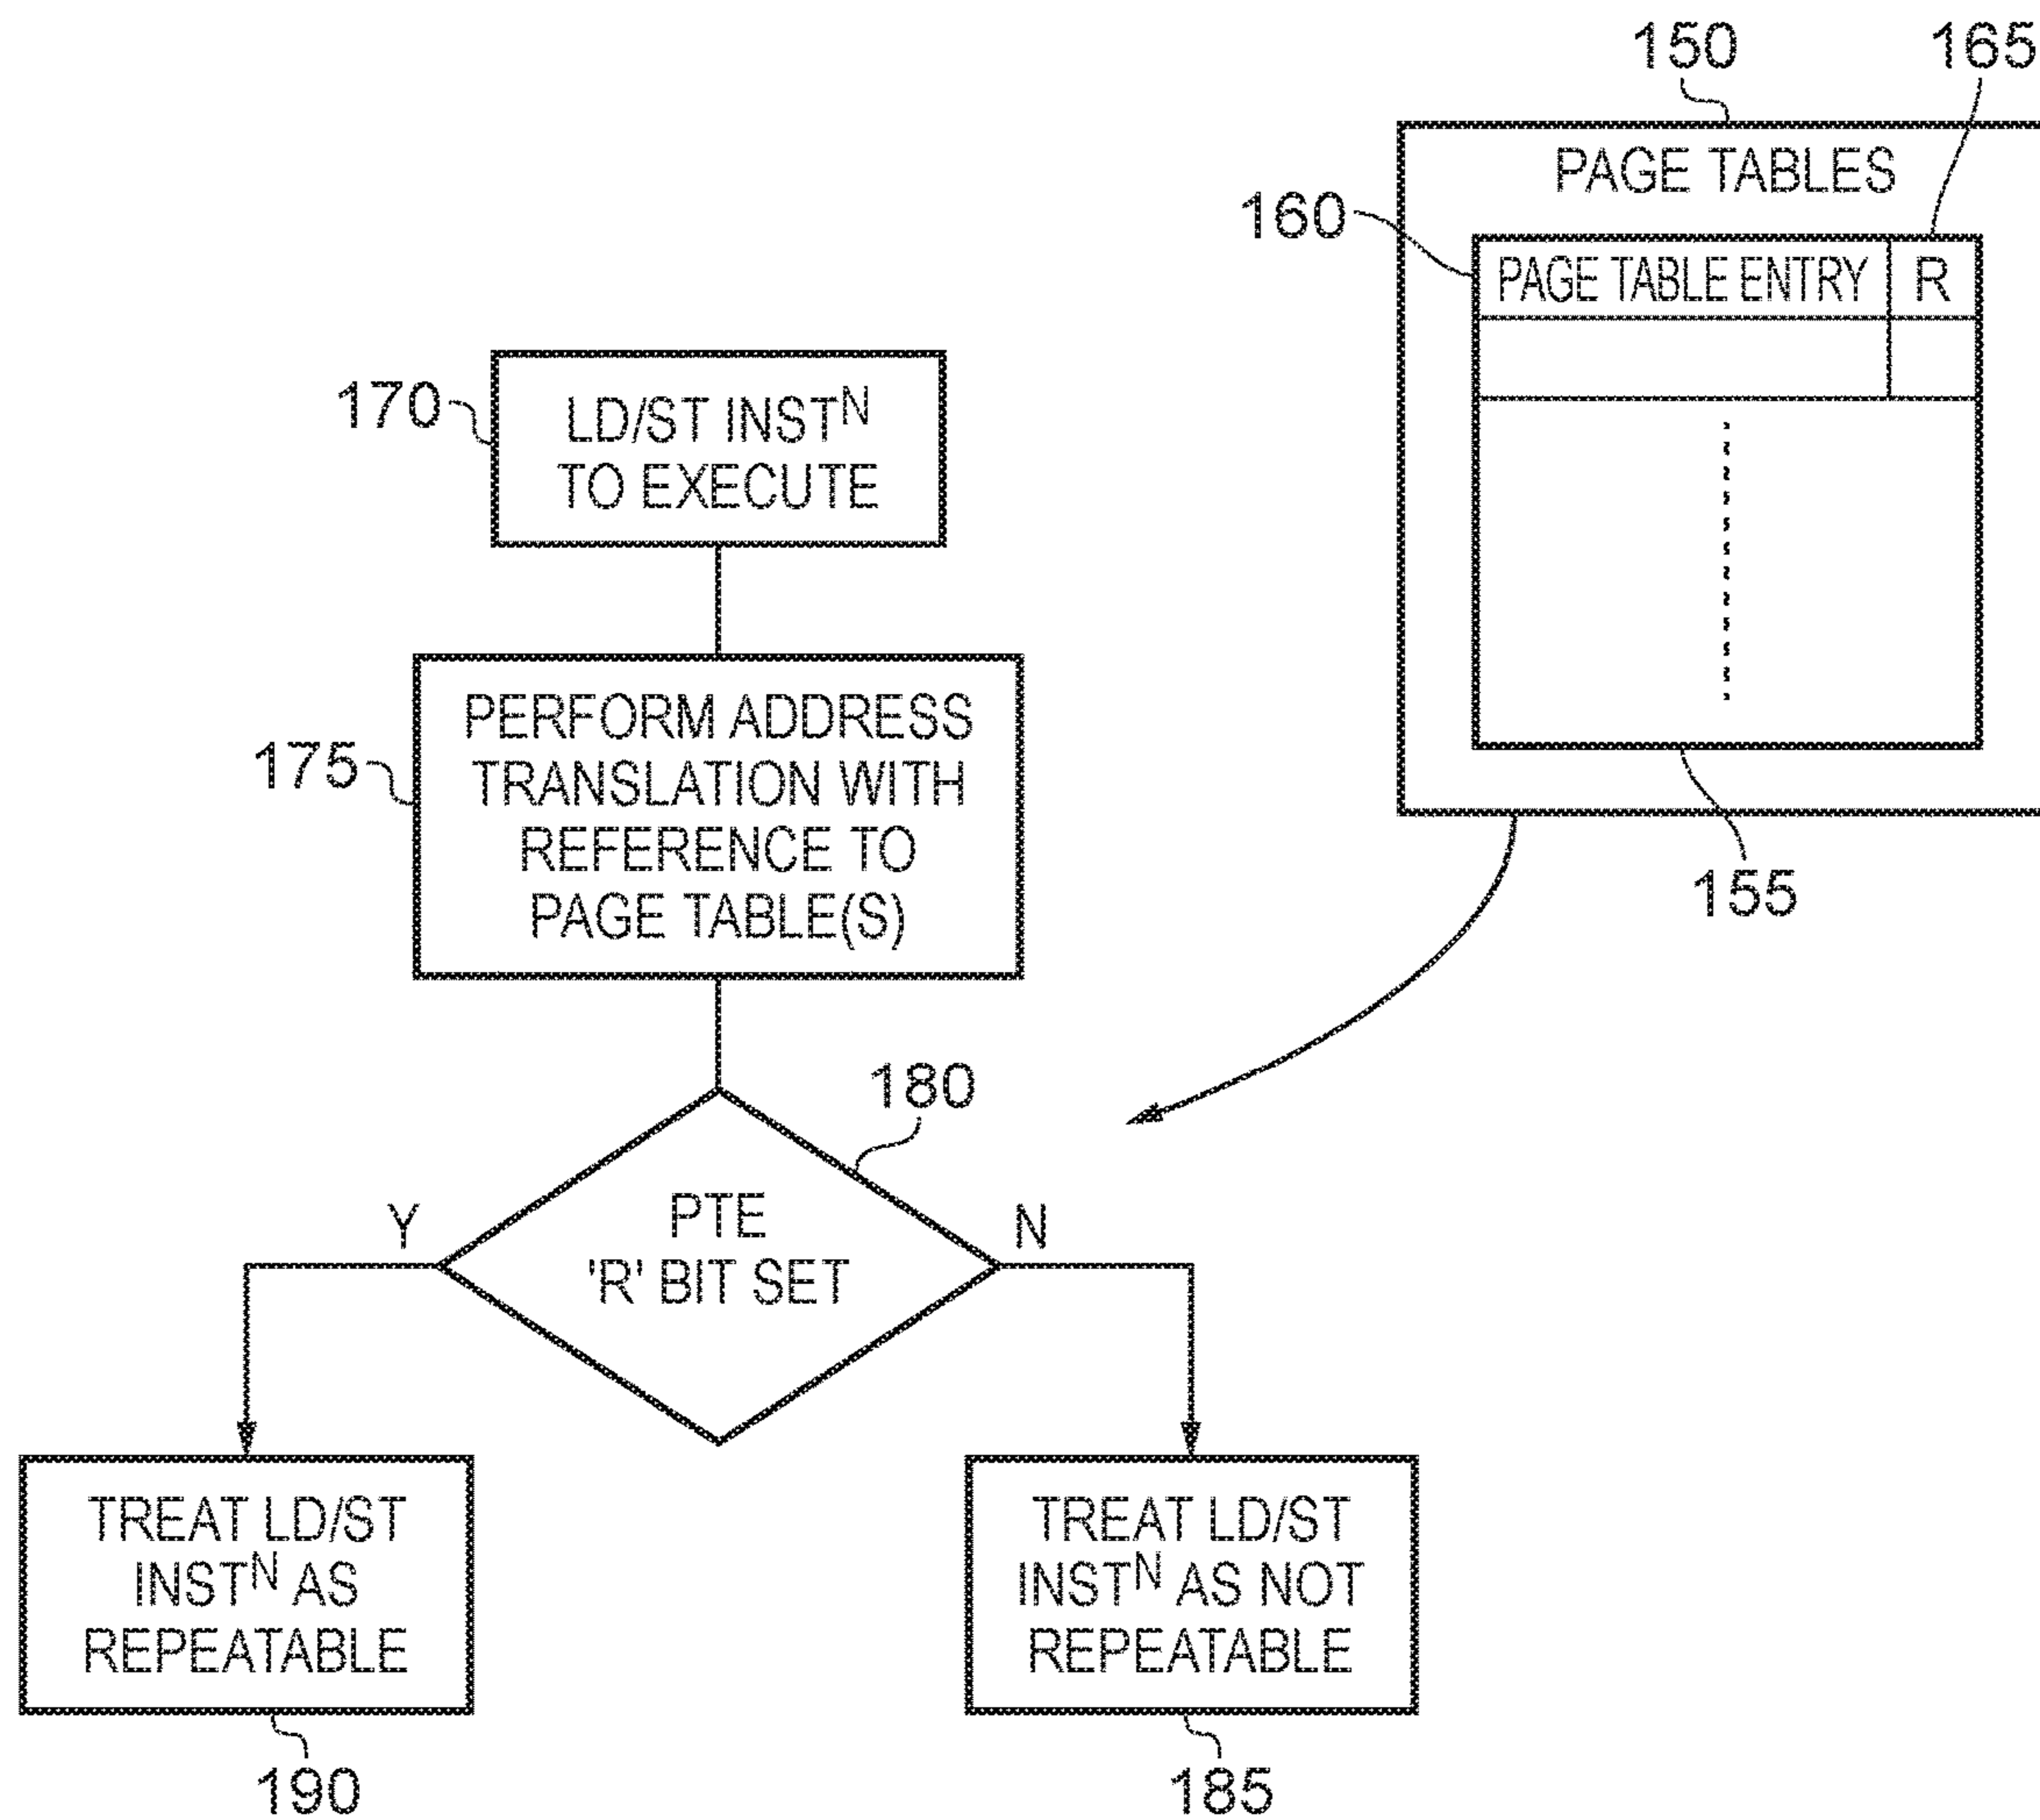 150
165
PAGE TABLES
160
PAGE TABLE ENTRY R
155
170
LD/ST INSTᴺ
TO EXECUTE
175
PERFORM ADDRESS
TRANSLATION WITH
REFERENCE TO
PAGE TABLE(S)
180
PTE
'R' BIT SET
Y
N
TREAT LD/ST
INSTᴺ AS
REPEATABLE
190
TREAT LD/ST
INSTᴺ AS NOT
REPEATABLE
185